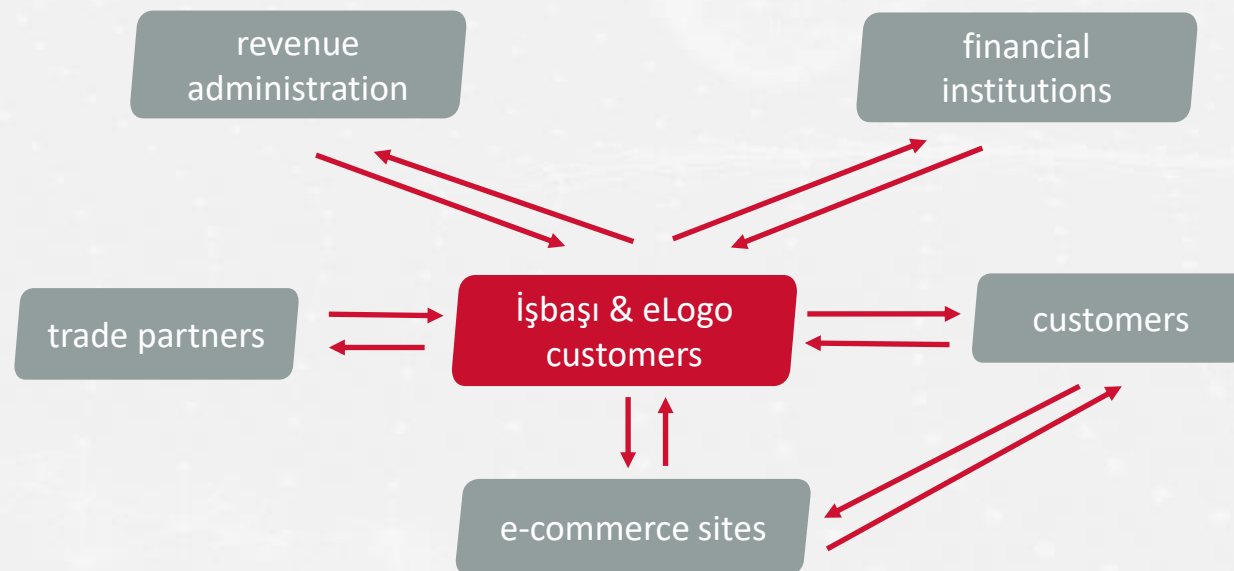 revenue
administration
financial
institutions
trade partners
İşbaşı & eLogo
customers
customers
e-commerce sites